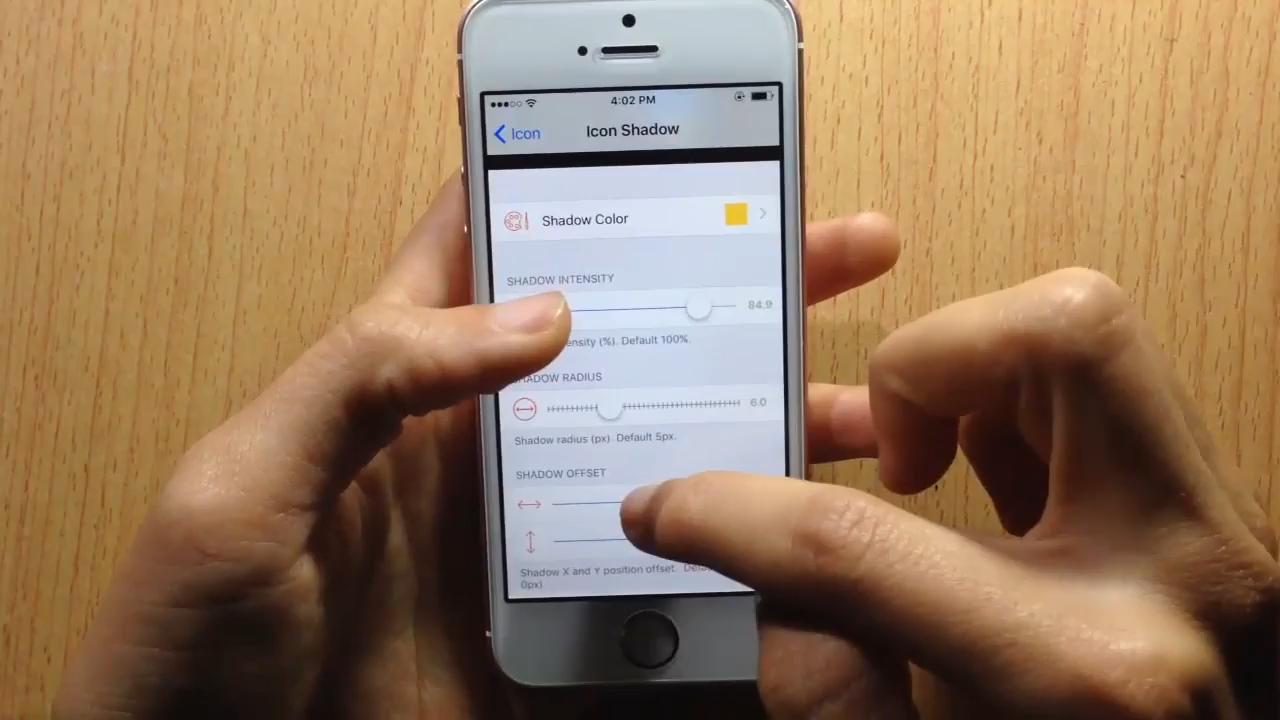 4:02 PM
Icon
Icon Shadow
Shadow Color
SHADOW INTENSITY
84.9
ensity (%). Default 100%.
SHADOW RADIUS
6.0
Shadow radius (px). Default 5px.
SHADOW OFFSET
Shadow X and Y position offset.
0px).